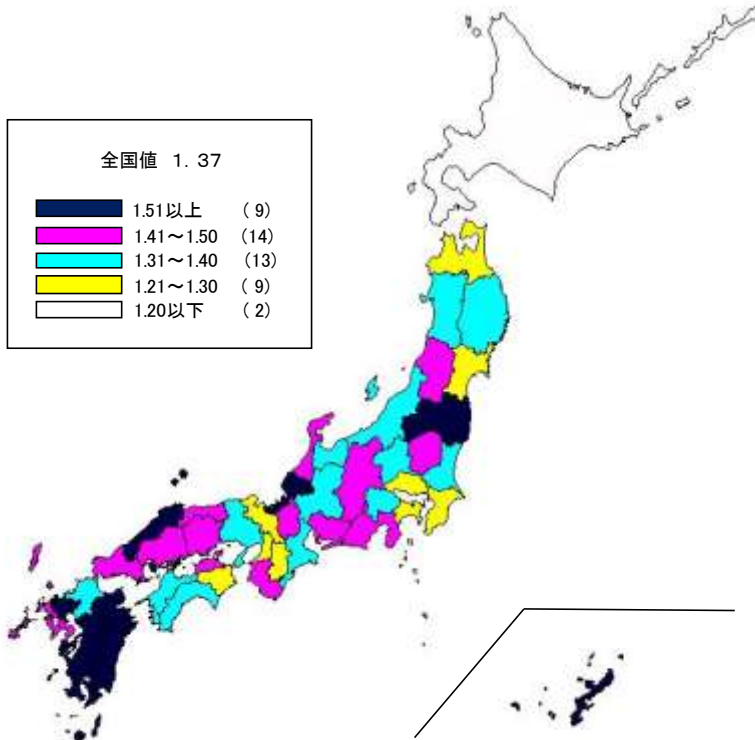 全国値 1．37
1.51以上 （ 9）
1.41～1.50 （14）
1.31～1.40 （13）
1.21～1.30 （ 9）
1.20以下 （ 2）